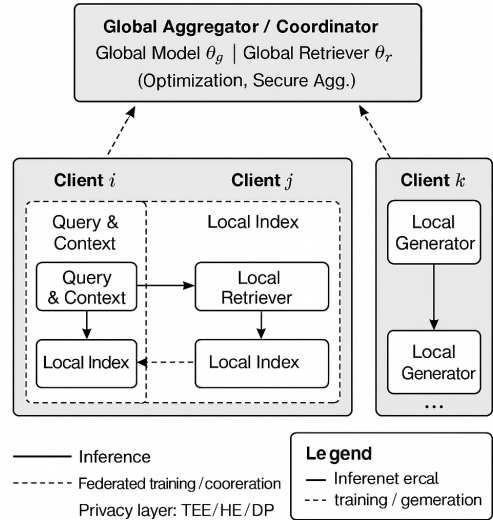 Global Aggregator / Coordinator
Global Model θg | Global Retriever θr
(Optimization, Secure Agg.)
Client i
Client j
Client k
Query &
Context
Local Index
Query
& Context
Local
Retriever
Local Index
Local Index
Local
Generator
Local
Generator
...
Inference
Federated training / cooreration
Privacy layer: TEE/HE/DP
Le gend
Inferenet ercal
training / gemeration